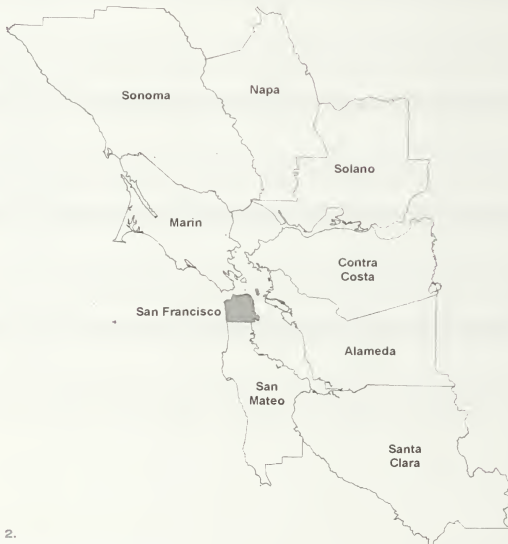 Napa
Sonoma
Solano
Marin
Contra
Costa
San Francisco
Alameda
San
Mateo
Santa
Clara
2.